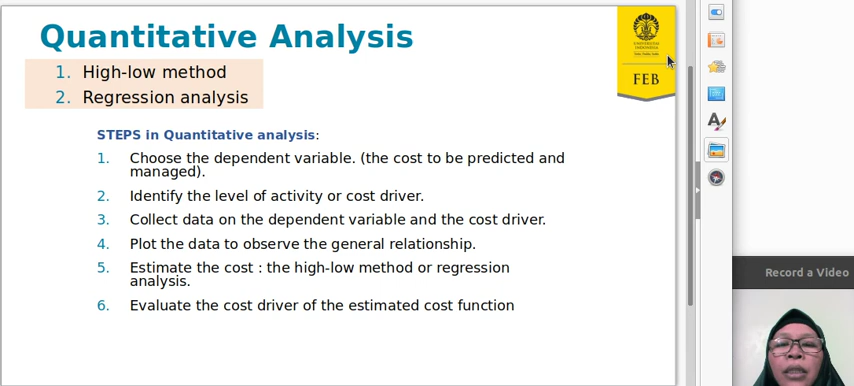 Quantitative Analysis
1. High-low method
2. Regression analysis
STEPS in Quantitative analysis:
1. Choose the dependent variable. (the cost to be predicted and
managed).
2. Identify the level of activity or cost driver.
3. Collect data on the dependent variable and the cost driver.
4. Plot the data to observe the general relationship.
5. Estimate the cost : the high-low method or regression
analysis.
6. Evaluate the cost driver of the estimated cost function
UNIVERSITAS
INDONESIA
FEB
Record a Video